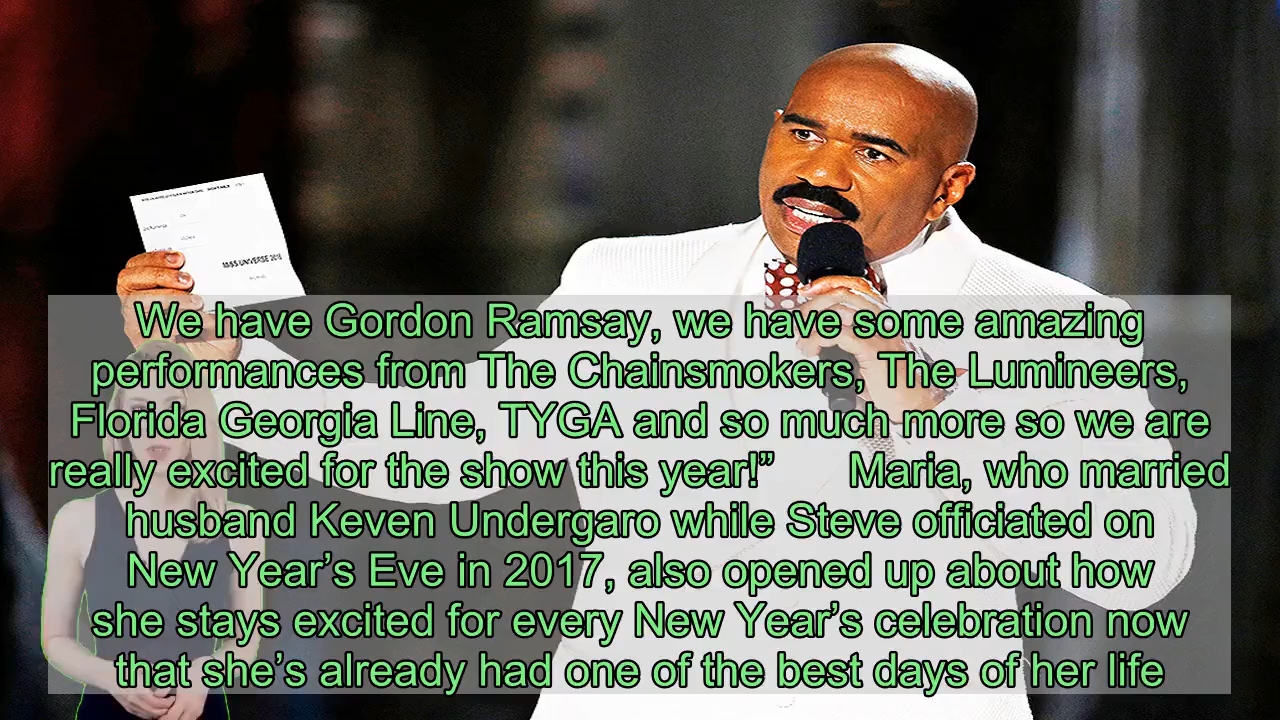 MISS UNIVERSE 2015
We have Gordon Ramsay, we have some amazing
performances from The Chainsmokers, The Lumineers,
Florida Georgia Line, TYGA and so much more so we are
really excited for the show this year!” Maria, who married
husband Keven Undergaro while Steve officiated on
New Year’s Eve in 2017, also opened up about how
she stays excited for every New Year’s celebration now
that she’s already had one of the best days of her life